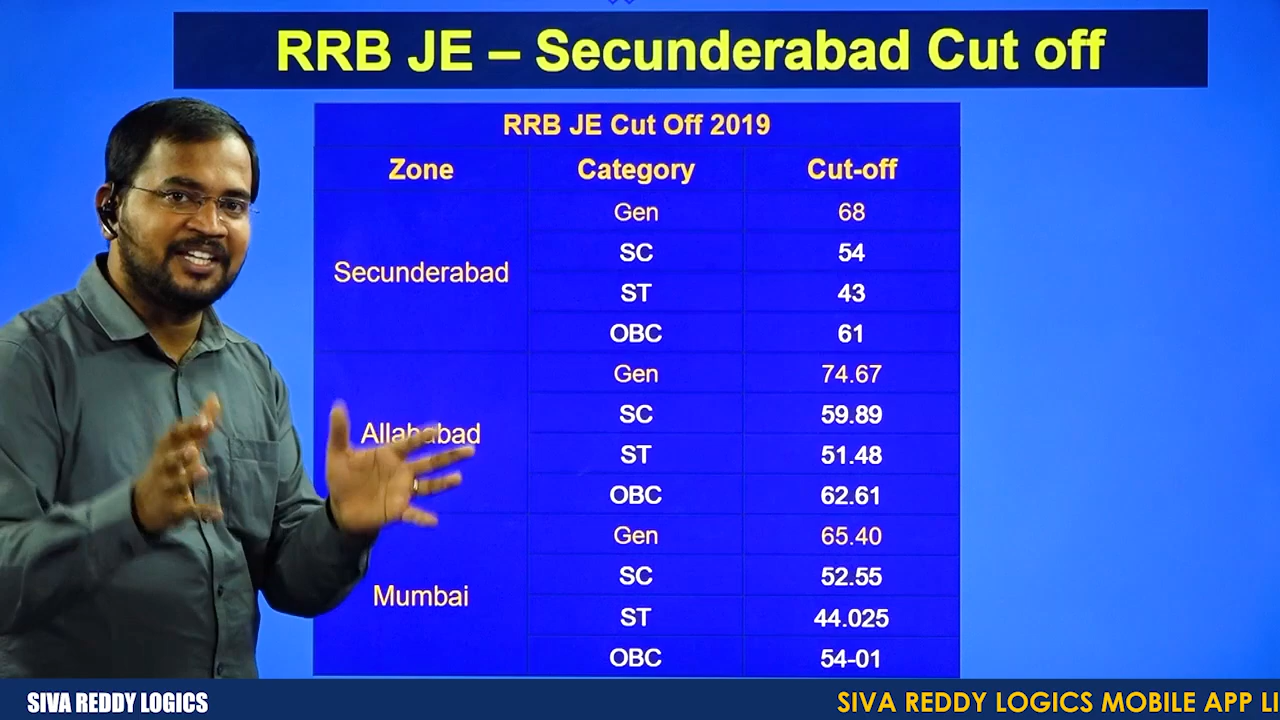 RRB JE – Secunderabad Cut off
RRB JE Cut Off 2019
Zone Category Cut-off
Secunderabad
Gen 68
SC 54
ST 43
OBC 61
Allahabad
Gen 74.67
SC 59.89
ST 51.48
OBC 62.61
Mumbai
Gen 65.40
SC 52.55
ST 44.025
OBC 54-01
SIVA REDDY LOGICS
SIVA REDDY LOGICS MOBILE APP LI